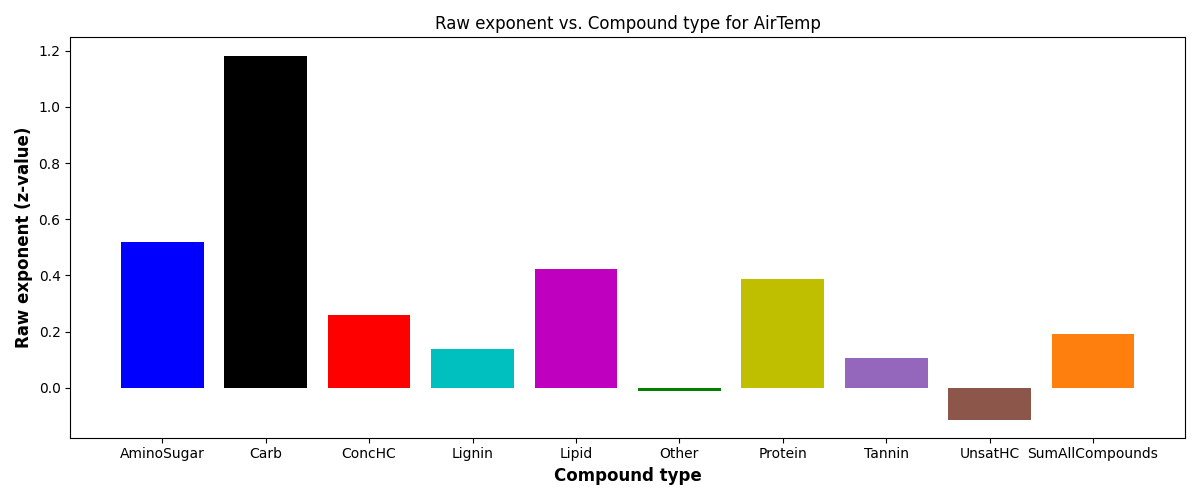 Raw exponent vs. Compound type for AirTemp
Raw exponent (z-value)
1.2
1.0
0.8
0.6
0.4
0.2
0.0
AminoSugar
Carb
ConcHC
Lignin
Lipid
Other
Protein
Tannin
UnsatHC
SumAllCompounds
Compound type